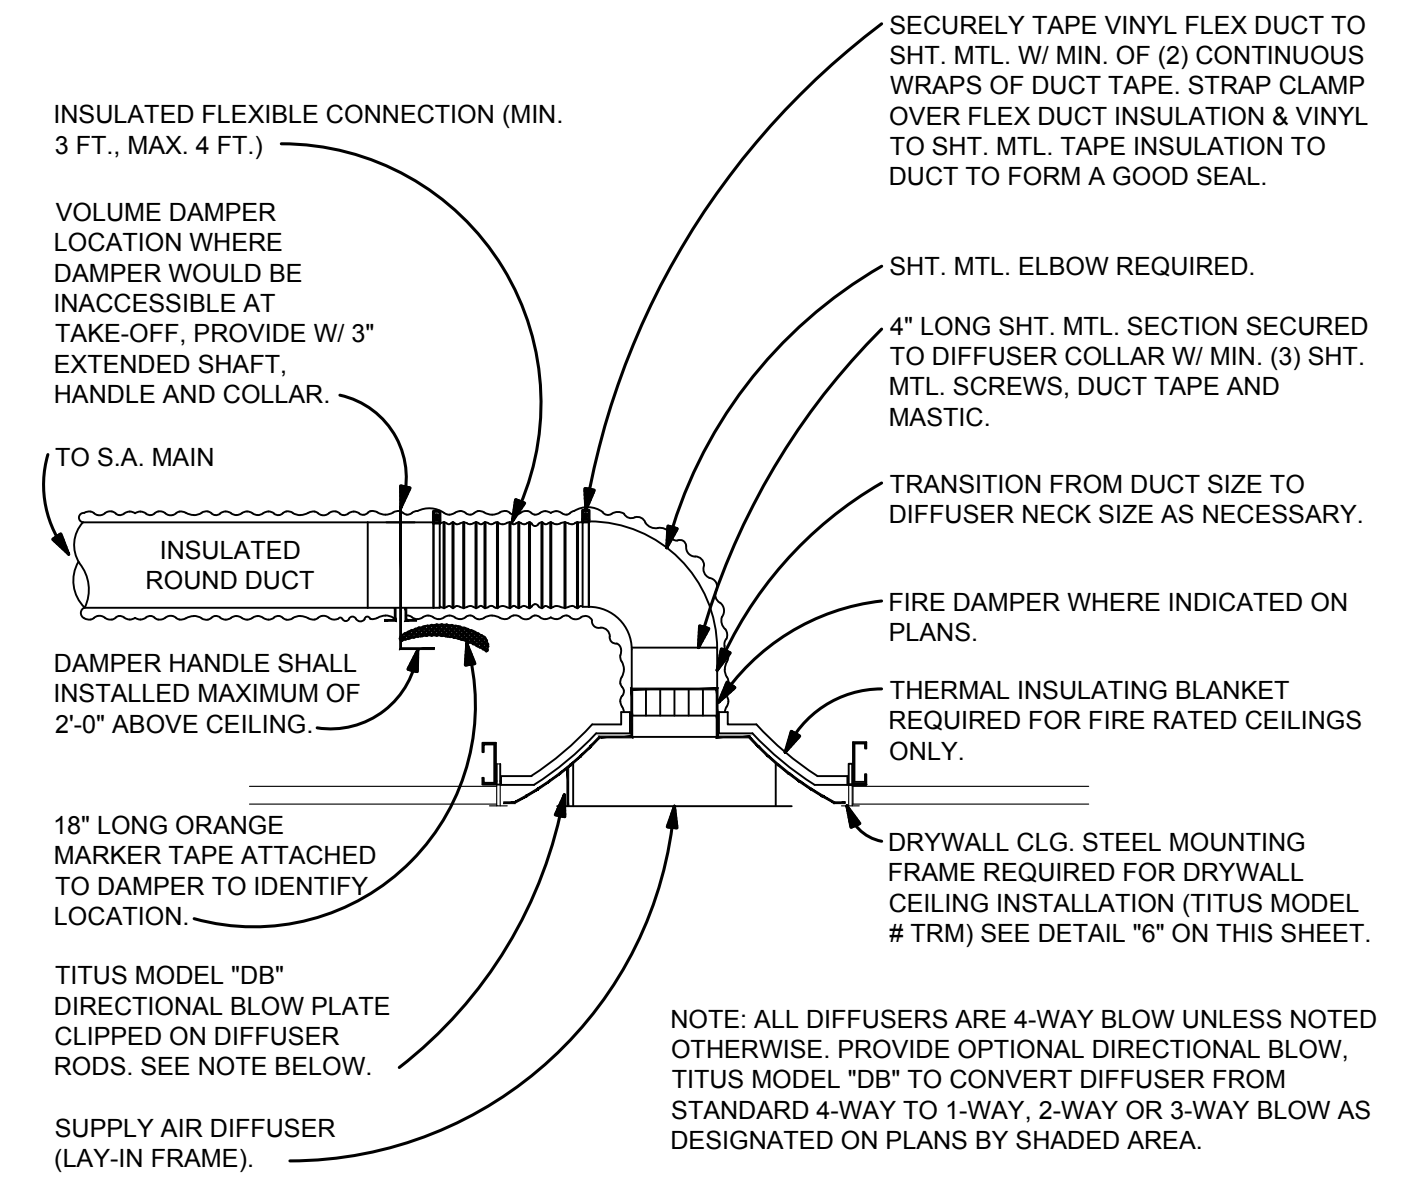 INSULATED FLEXIBLE CONNECTION (MIN.
3 FT., MAX. 4 FT.)
VOLUME DAMPER
LOCATION WHERE
DAMPER WOULD BE
INACCESSIBLE AT
TAKE-OFF, PROVIDE W/ 3"
EXTENDED SHAFT,
HANDLE AND COLLAR.
TO S.A. MAIN
INSULATED
ROUND DUCT
DAMPER HANDLE SHALL
INSTALLED MAXIMUM OF
2'-0" ABOVE CEILING.
18" LONG ORANGE
MARKER TAPE ATTACHED
TO DAMPER TO IDENTIFY
LOCATION.
TITUS MODEL "DB"
DIRECTIONAL BLOW PLATE
CLIPPED ON DIFFUSER
RODS. SEE NOTE BELOW.
SUPPLY AIR DIFFUSER
(LAY-IN FRAME).
SECURELY TAPE VINYL FLEX DUCT TO
SHT. MTL. W/ MIN. OF (2) CONTINUOUS
WRAPS OF DUCT TAPE. STRAP CLAMP
OVER FLEX DUCT INSULATION & VINYL
TO SHT. MTL. TAPE INSULATION TO
DUCT TO FORM A GOOD SEAL.
SHT. MTL. ELBOW REQUIRED.
4" LONG SHT. MTL. SECTION SECURED
TO DIFFUSER COLLAR W/ MIN. (3) SHT.
MTL. SCREWS, DUCT TAPE AND
MASTIC.
TRANSITION FROM DUCT SIZE TO
DIFFUSER NECK SIZE AS NECESSARY.
FIRE DAMPER WHERE INDICATED ON
PLANS.
THERMAL INSULATING BLANKET
REQUIRED FOR FIRE RATED CEILINGS
ONLY.
DRYWALL CLG. STEEL MOUNTING
FRAME REQUIRED FOR DRYWALL
CEILING INSTALLATION (TITUS MODEL
# TRM) SEE DETAIL "6" ON THIS SHEET.
NOTE: ALL DIFFUSERS ARE 4-WAY BLOW UNLESS NOTED
OTHERWISE. PROVIDE OPTIONAL DIRECTIONAL BLOW,
TITUS MODEL "DB" TO CONVERT DIFFUSER FROM
STANDARD 4-WAY TO 1-WAY, 2-WAY OR 3-WAY BLOW AS
DESIGNATED ON PLANS BY SHADED AREA.